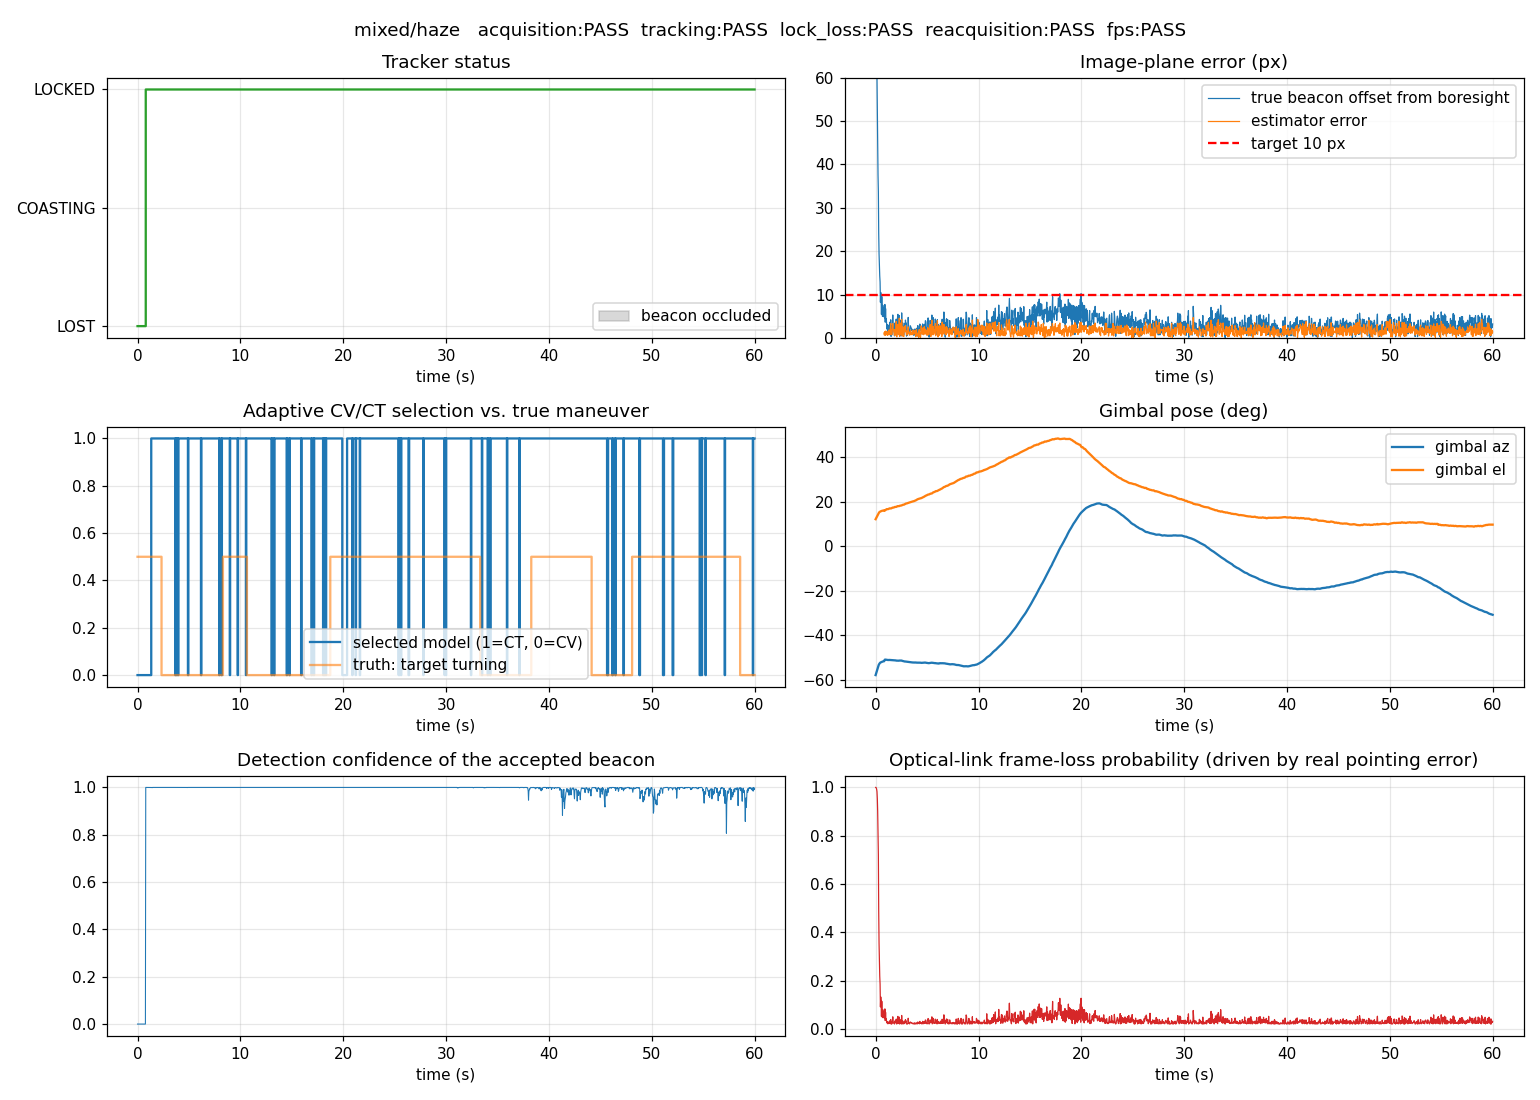 mixed/haze   acquisition:PASS  tracking:PASS  lock_loss:PASS  reacquisition:PASS  fps:PASS
Tracker status
LOCKED
COASTING
LOST
beacon occluded
0 10 20 30 40 50 60
time (s)
Image-plane error (px)
60
50
40
30
20
10
0
true beacon offset from boresight
estimator error
target 10 px
0 10 20 30 40 50 60
time (s)
Adaptive CV/CT selection vs. true maneuver
1.0
0.8
0.6
0.4
0.2
0.0
selected model (1=CT, 0=CV)
truth: target turning
0 10 20 30 40 50 60
time (s)
Gimbal pose (deg)
40
20
0
−20
−40
−60
gimbal az
gimbal el
0 10 20 30 40 50 60
time (s)
Detection confidence of the accepted beacon
1.0
0.8
0.6
0.4
0.2
0.0
0 10 20 30 40 50 60
time (s)
Optical-link frame-loss probability (driven by real pointing error)
1.0
0.8
0.6
0.4
0.2
0.0
0 10 20 30 40 50 60
time (s)